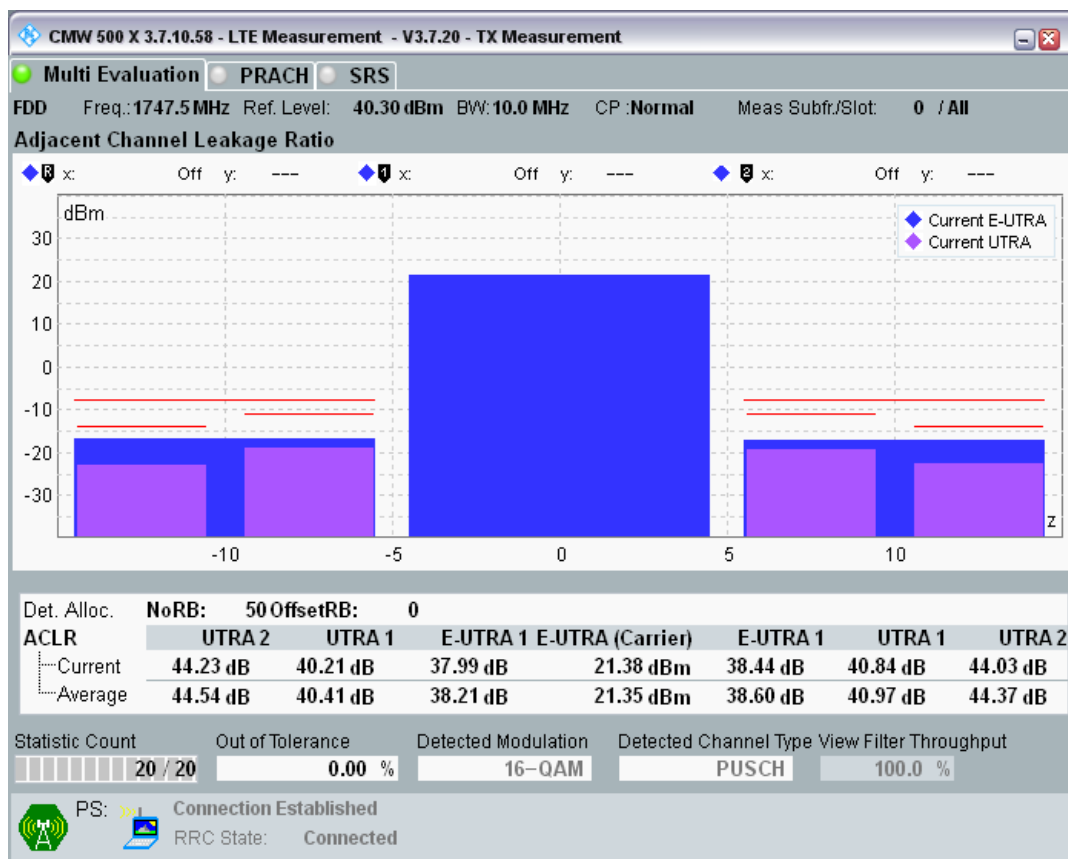 CMW 500 X 3.7.10.58 - LTE Measurement - V3.7.20 - TX Measurement
Multi Evaluation PRACH SRS
FDD Freq.: 1747.5 MHz Ref. Level: 40.30 dBm BW: 10.0 MHz CP :Normal Meas Subfr./Slot: 0 / All
Adjacent Channel Leakage Ratio
R x: Off y: --- 1 x: Off y: --- 2 x: Off y: ---
dBm
Current E-UTRA
Current UTRA
30
20
10
0
-10
-20
-30
z
-10 -5 0 5 10
Det. Alloc. NoRB: 50 OffsetRB: 0
ACLR UTRA 2 UTRA 1 E-UTRA 1 E-UTRA (Carrier) E-UTRA 1 UTRA 1 UTRA 2
Current 44.23 dB 40.21 dB 37.99 dB 21.38 dBm 38.44 dB 40.84 dB 44.03 dB
Average 44.54 dB 40.41 dB 38.21 dB 21.35 dBm 38.60 dB 40.97 dB 44.37 dB
Statistic Count Out of Tolerance Detected Modulation Detected Channel Type View Filter Throughput
20 / 20 0.00 % 16-QAM PUSCH 100.0 %
PS: Connection Established
RRC State: Connected